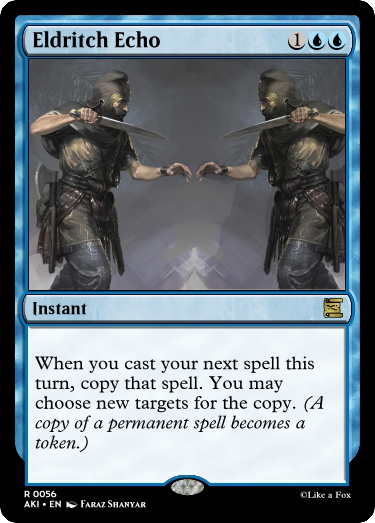 Eldritch Echo 1
Instant
When you cast your next spell this
turn, copy that spell. You may
choose new targets for the copy. (A
copy of a permanent spell becomes a
token.)
R 0056
AKI • EN Faraz Shanyar
©Like a Fox